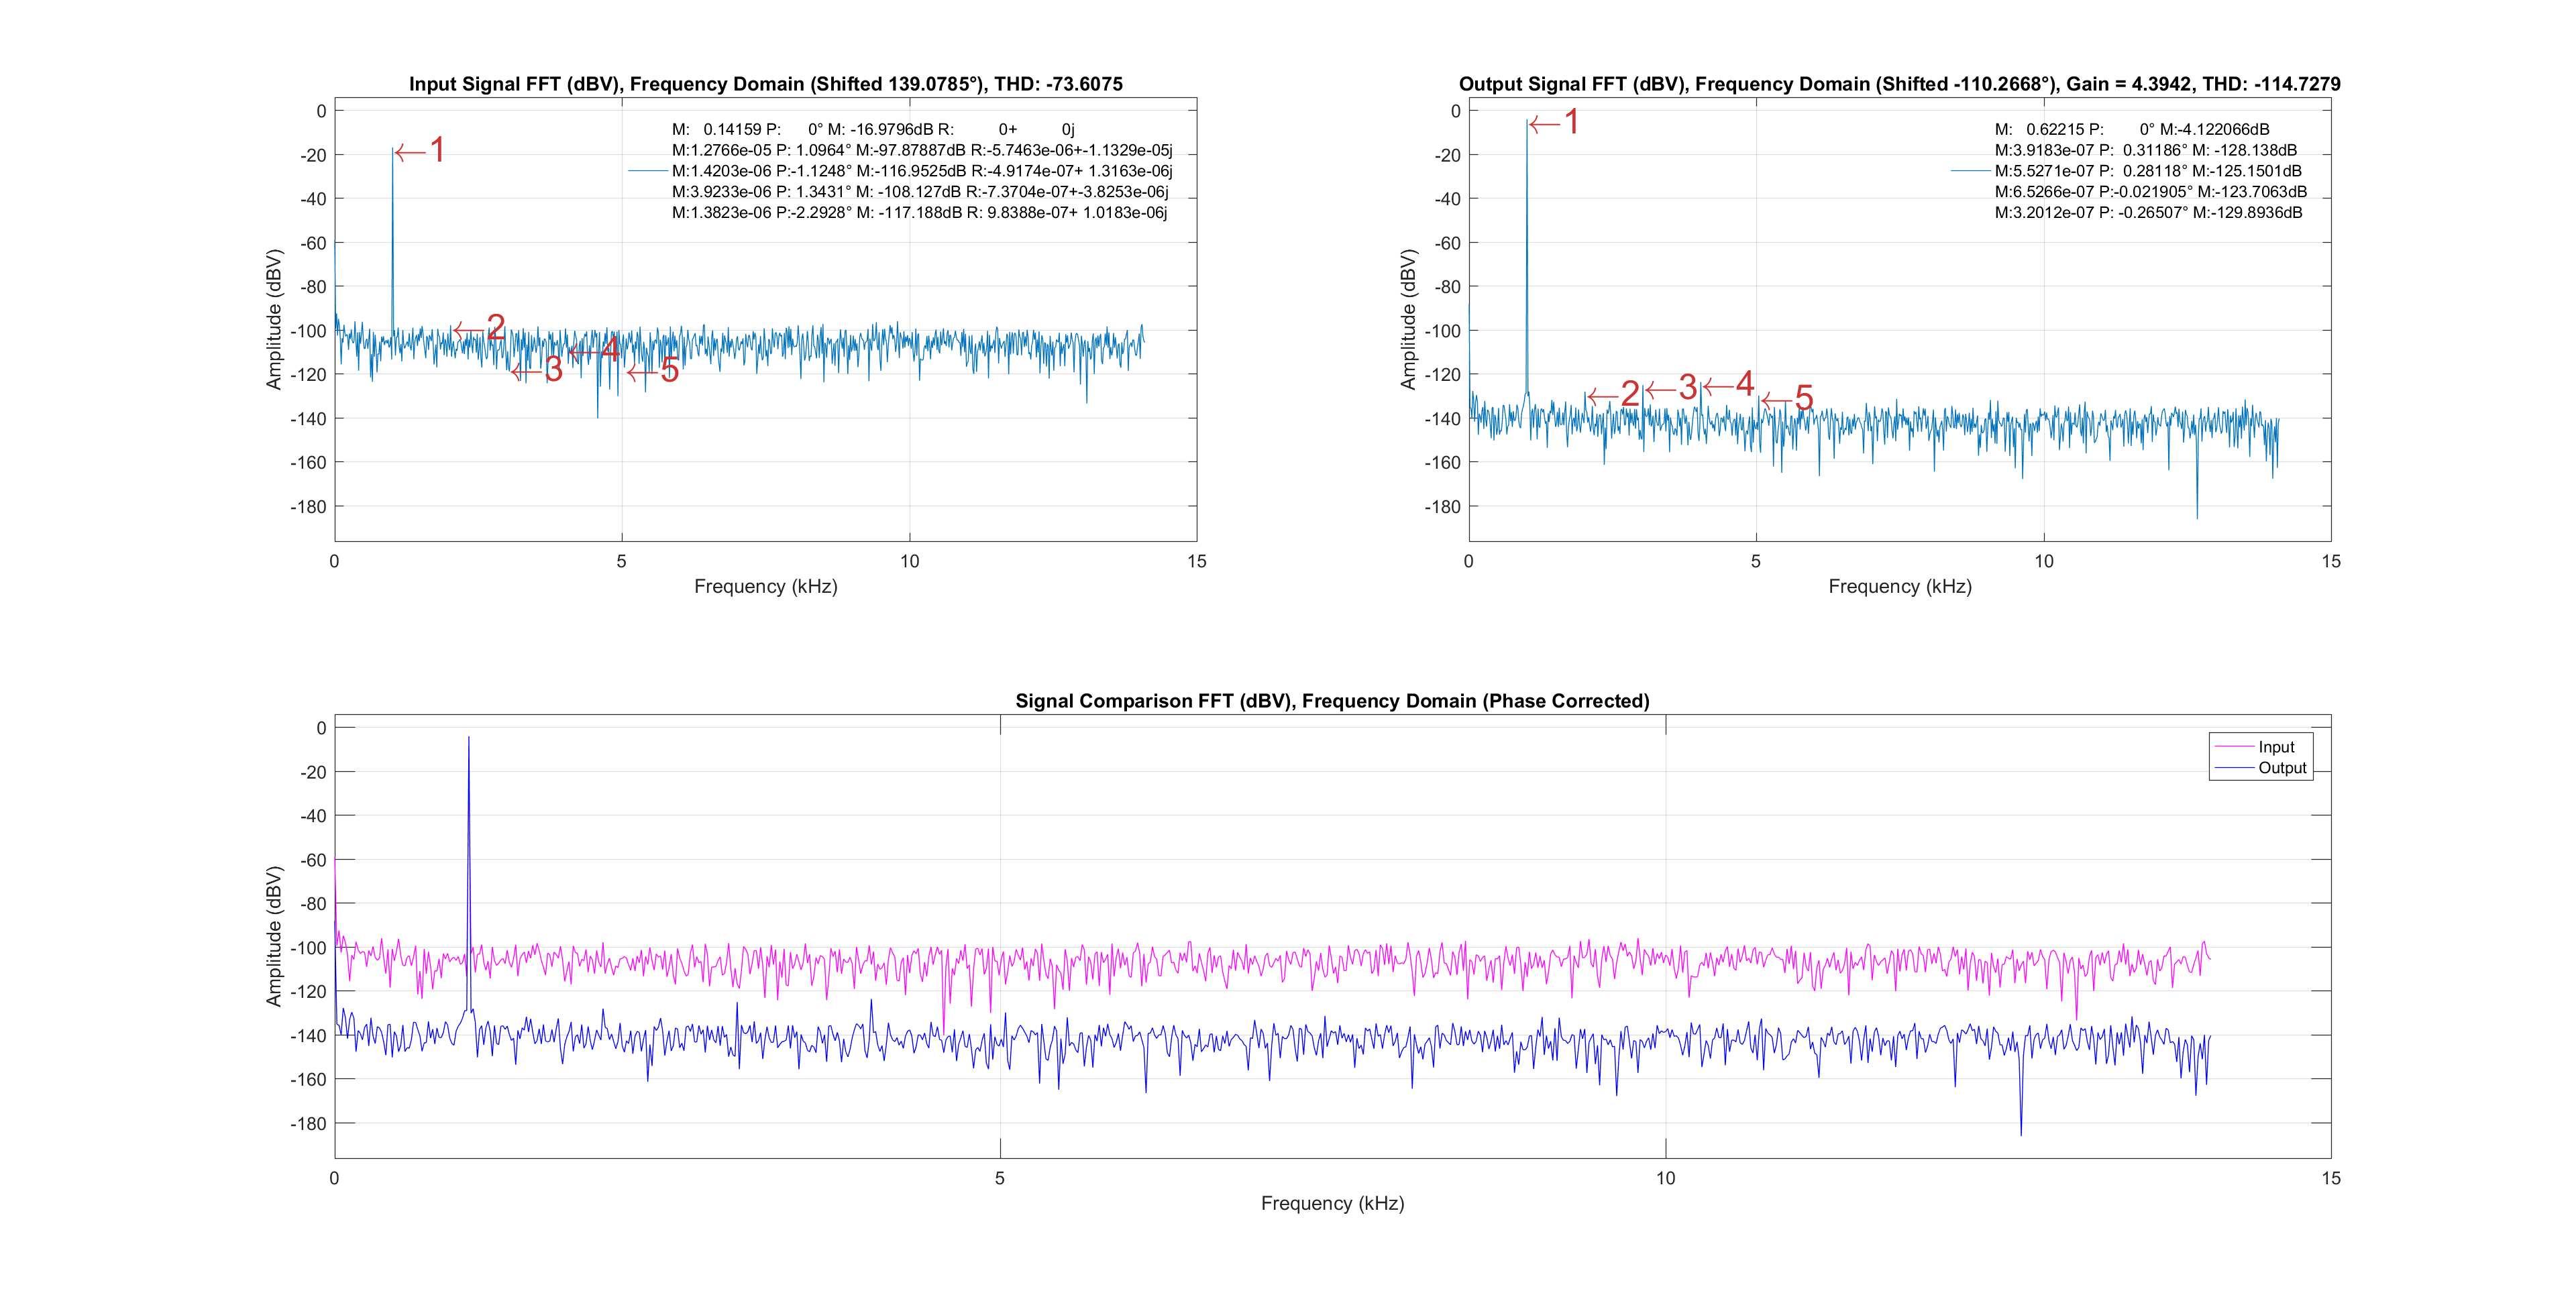 Input Signal FFT (dBV), Frequency Domain (Shifted 139.0785°), THD: -73.6075
0
-20
-40
-60
-80
-100
-120
-140
-160
-180
Amplitude (dBV)
1
2
3
4
5
M: 0.14159 P: 0° M: -16.9796dB R: 0+ 0j
M:1.2766e-05 P: 1.0964° M:-97.87887dB R:-5.7463e-06+-1.1329e-05j
M:1.4203e-06 P:-1.1248° M:-116.9525dB R:-4.9174e-07+ 1.3163e-06j
M:3.9233e-06 P: 1.3431° M: -108.127dB R:-7.3704e-07+-3.8253e-06j
M:1.3823e-06 P:-2.2928° M: -117.188dB R: 9.8388e-07+ 1.0183e-06j
0 5 10 15
Frequency (kHz)
Output Signal FFT (dBV), Frequency Domain (Shifted -110.2668°), Gain = 4.3942, THD: -114.7279
0
-20
-40
-60
-80
-100
-120
-140
-160
-180
Amplitude (dBV)
1
2
3
4
5
M: 0.62215 P: 0° M:-4.122066dB
M:3.9183e-07 P: 0.31186° M: -128.138dB
M:5.5271e-07 P: 0.28118° M:-125.1501dB
M:6.5266e-07 P:-0.021905° M:-123.7063dB
M:3.2012e-07 P: -0.26507° M:-129.8936dB
0 5 10 15
Frequency (kHz)
Signal Comparison FFT (dBV), Frequency Domain (Phase Corrected)
0
-20
-40
-60
-80
-100
-120
-140
-160
-180
Amplitude (dBV)
Input
Output
0 5 10 15
Frequency (kHz)